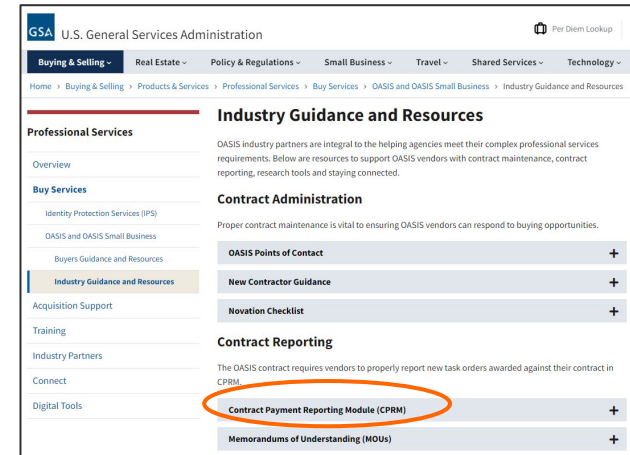 GSA U.S. General Services Administration
Per Diem Lookup
Buying & Selling Real Estate Policy & Regulations Small Business Travel Shared Services Technology
Home › Buying & Selling › Products & Services › Professional Services › Buy Services › OASIS and OASIS Small Business › Industry Guidance and Resources
Professional Services
Overview
Buy Services
Identity Protection Services (IPS)
OASIS and OASIS Small Business
Buyers Guidance and Resources
Industry Guidance and Resources
Acquisition Support
Training
Industry Partners
Connect
Digital Tools
Industry Guidance and Resources
OASIS industry partners are integral to the helping agencies meet their complex professional services
requirements. Below are resources to support OASIS vendors with contract maintenance, contract
reporting, research tools and staying connected.
Contract Administration
Proper contract maintenance is vital to ensuring OASIS vendors can respond to buying opportunities.
OASIS Points of Contact +
New Contractor Guidance +
Novation Checklist +
Contract Reporting
The OASIS contract requires vendors to properly report new task orders awarded against their contract in
CPRM.
Contract Payment Reporting Module (CPRM) +
Memorandums of Understanding (MOUs) +